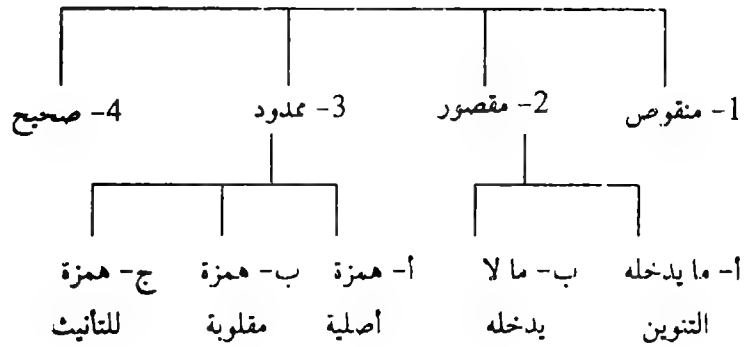 1- منقوص 2- مقصور 3- ممدود 4- صحيح
أ- ما يدخله ب- ما لا أ- همزة ب- همزة ج- همزة
التنوين يدخله أصلية مقلوبة للتأنيث